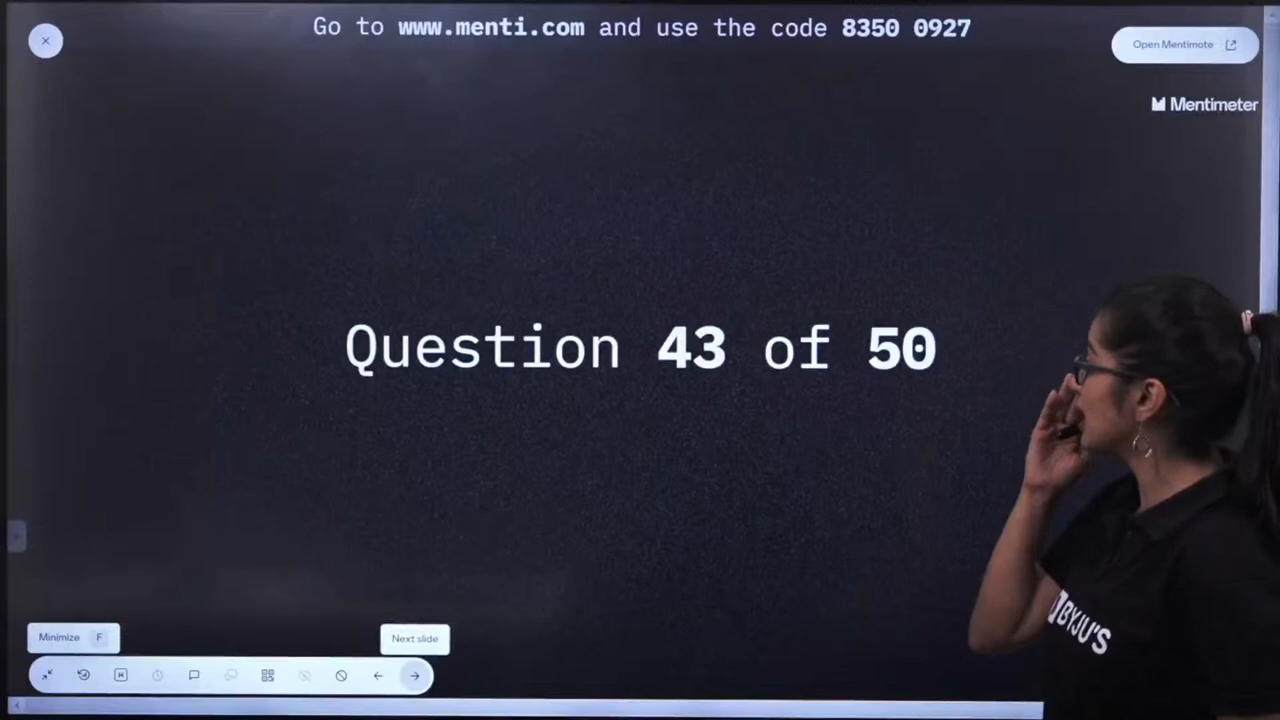 Go to www.menti.com and use the code 8350 0927
Open Mentimote
Mentimeter
Question 43 of 50
BYJU'S
Minimize F
Next slide
H